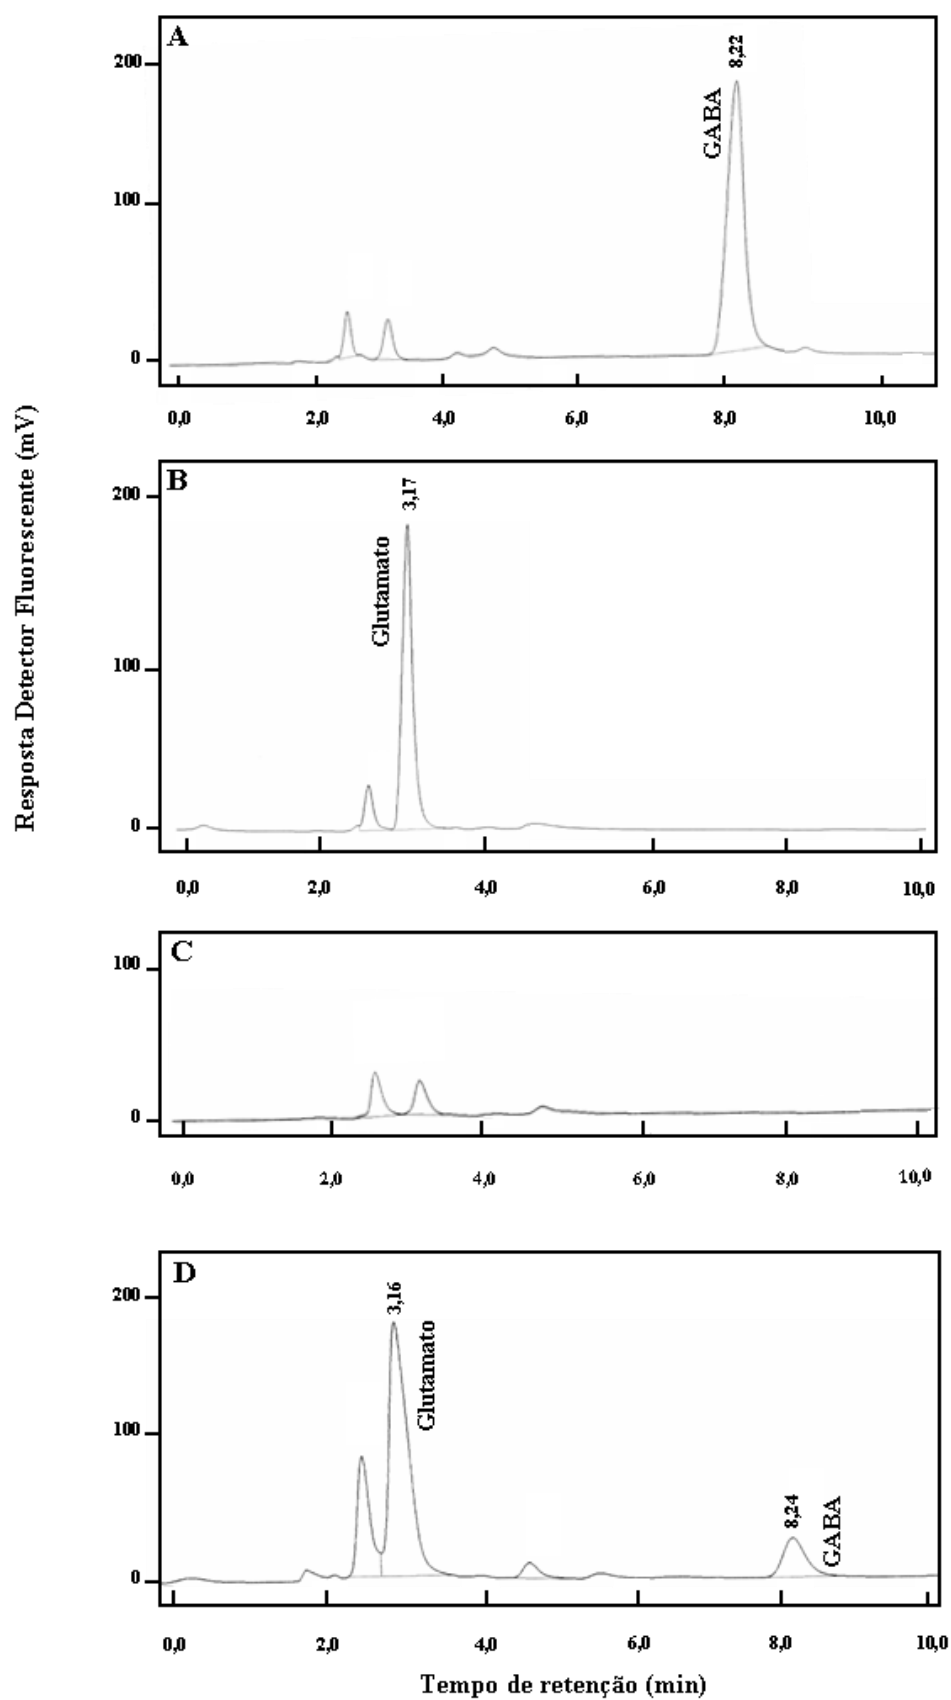 Resposta Detector Fluorescente (mV)
A
200
100
0
GABA
8,22
0,0 2,0 4,0 6,0 8,0 10,0
B
200
100
0
Glutamato
3,17
0,0 2,0 4,0 6,0 8,0 10,0
C
100
0
0,0 2,0 4,0 6,0 8,0 10,0
D
200
100
0
3,16
Glutamato
8,24
GABA
0,0 2,0 4,0 6,0 8,0 10,0
Tempo de retenção (min)